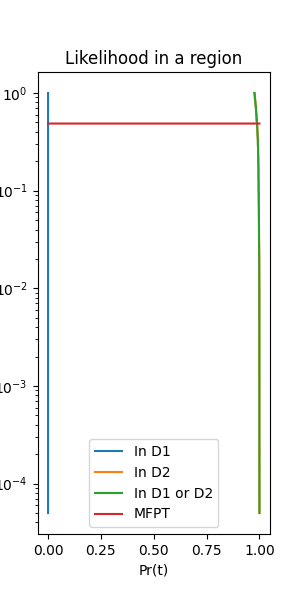 Likelihood in a region
10⁰
10⁻¹
10⁻²
10⁻³
10⁻⁴
In D1
In D2
In D1 or D2
MFPT
0.00 0.25 0.50 0.75 1.00
Pr(t)